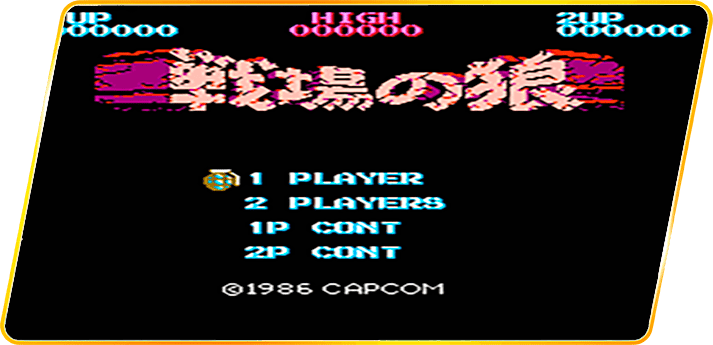 UP HIGH 2UP
000000 000000 000000
戦場の狼
1 PLAYER
2 PLAYERS
1P CONT
2P CONT
©1986 CAPCOM